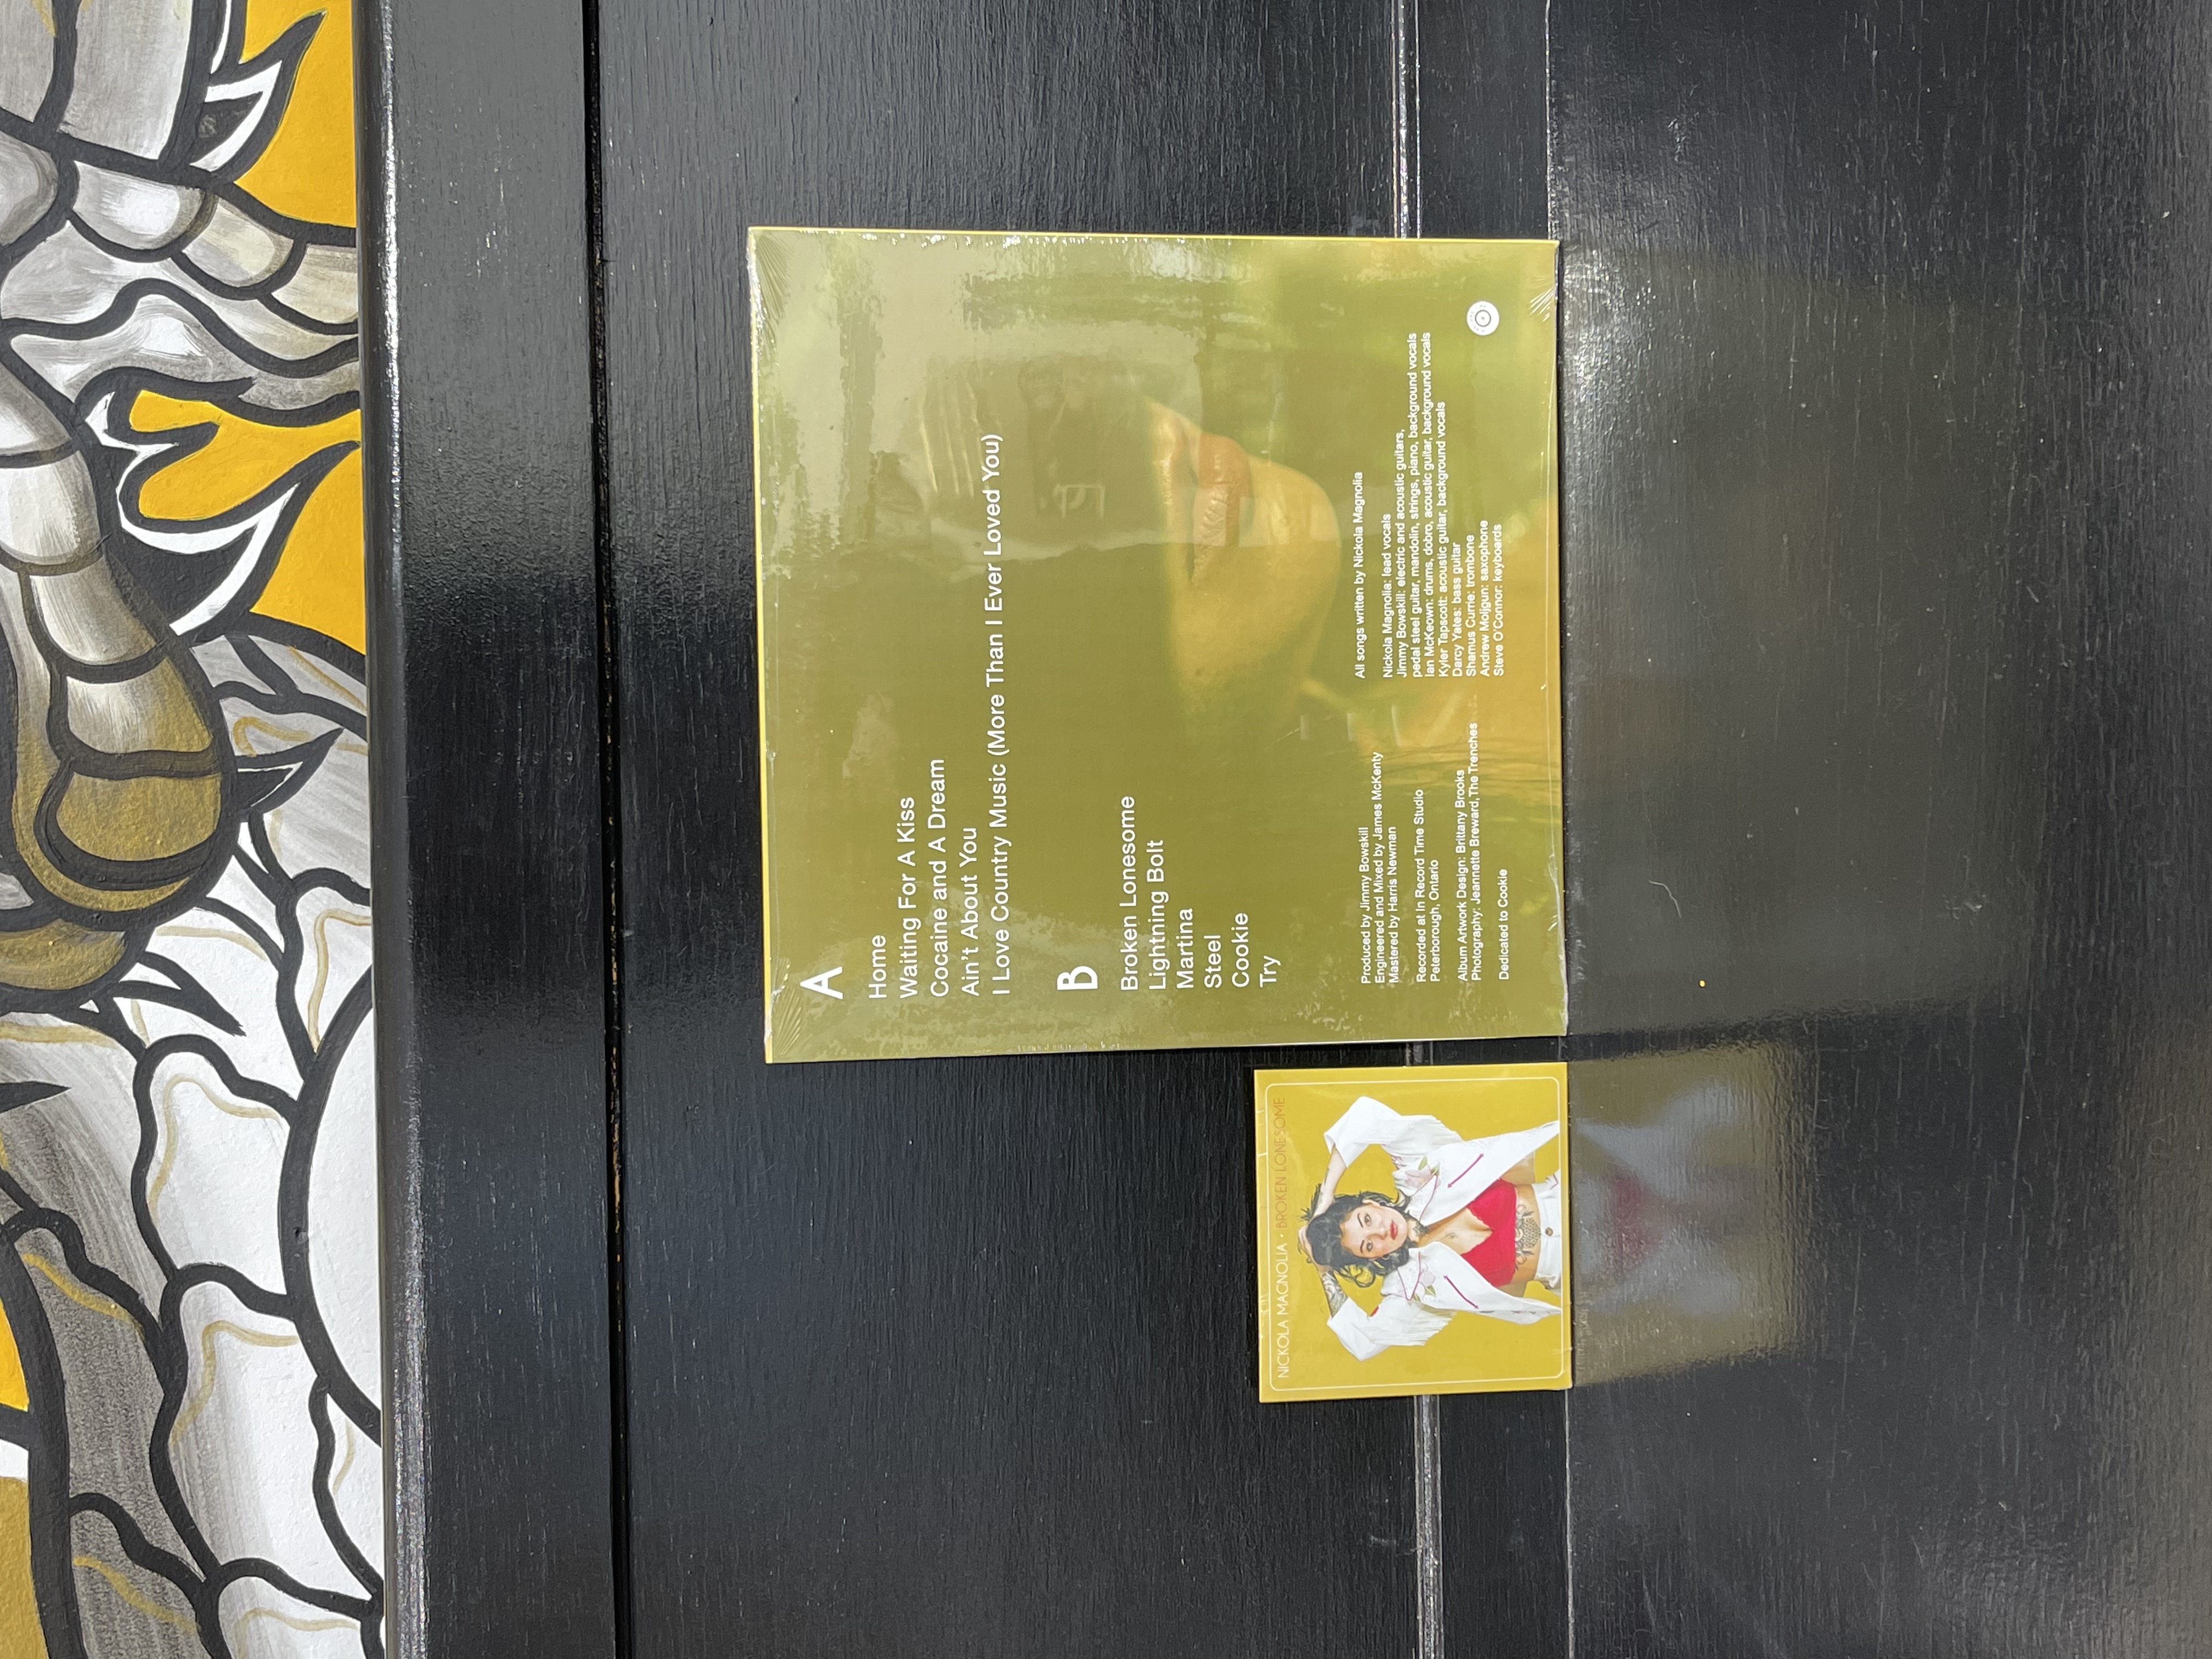 NICKOLA MAGNOLIA • BROKEN LONESOME
A
Home
Waiting For A Kiss
Cocaine and A Dream
Ain't About You
I Love Country Music (More Than I Ever Loved You)
B
Broken Lonesome
Lightning Bolt
Martina
Steel
Cookie
Try
Produced by Jimmy Bowskill
Engineered and Mixed by James McKenty
Mastered by Harris Newman
Recorded at In Record Time Studio
Peterborough, Ontario
Album Artwork Design: Brittany Brooks
Photography: Jeannette Breward, The Trenches
Dedicated to Cookie
All songs written by Nickola Magnolia
Nickola Magnolia: lead vocals
Jimmy Bowskill: electric and acoustic guitars,
pedal steel guitar, mandolin, strings, piano, background vocals
Ian McKeown: drums, dobro, acoustic guitar, background vocals
Kyler Tapscott: acoustic guitar, background vocals
Darcy Yates: bass guitar
Shamus Currie: trombone
Andrew Moljgun: saxophone
Steve O'Connor: keyboards